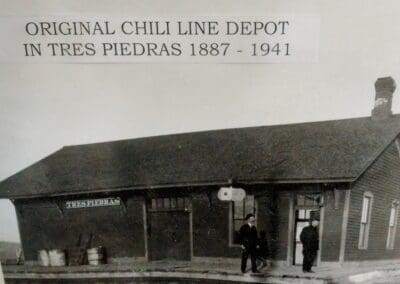 ORIGINAL CHILI LINE DEPOT
IN TRES PIEDRAS 1887 - 1941
TRES PIEDRAS